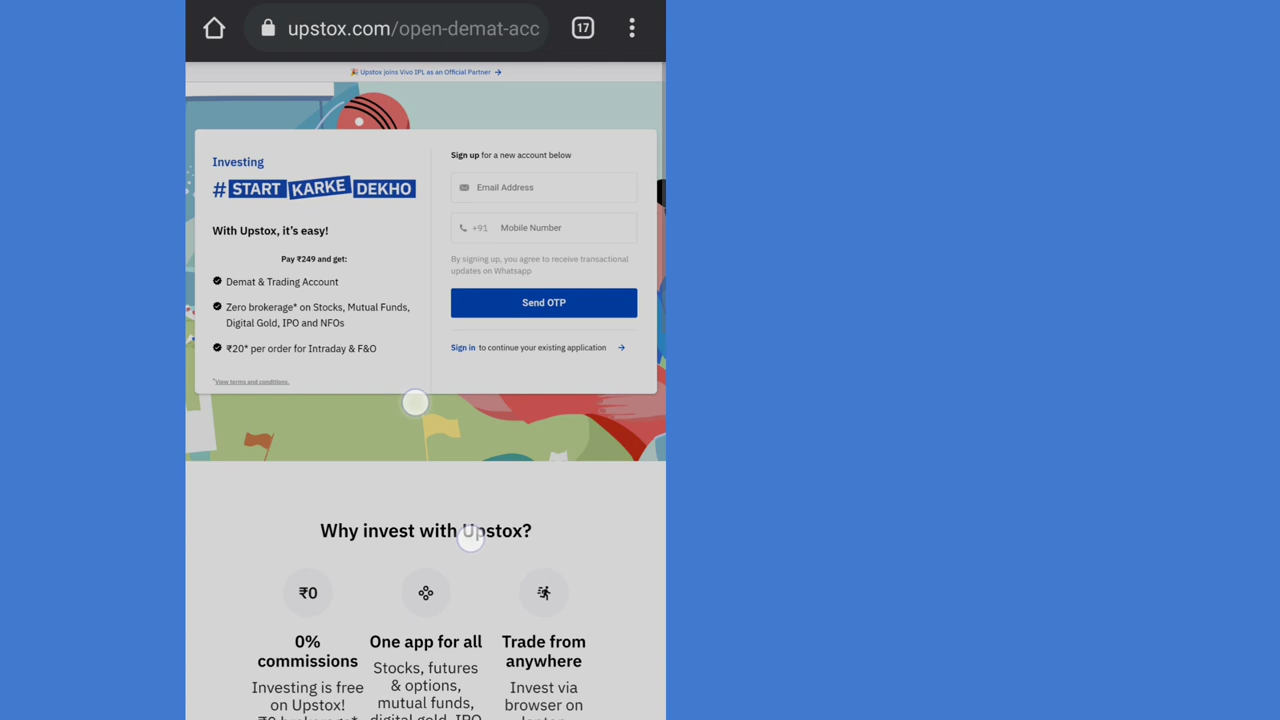 upstox.com/open-demat-acc
17
🎉 Upstox joins Vivo IPL as an Official Partner →
Investing
# START KARKE DEKHO
With Upstox, it's easy!
Pay ₹249 and get:
Demat & Trading Account
Zero brokerage* on Stocks, Mutual Funds,
Digital Gold, IPO and NFOs
₹20* per order for Intraday & F&O
*View terms and conditions.
Sign up for a new account below
Email Address
+91 Mobile Number
By signing up, you agree to receive transactional
updates on Whatsapp
Send OTP
Sign in to continue your existing application →
Why invest with Upstox?
₹0
0%
commissions
Investing is free
on Upstox!
₹0 brokerage*
One app for all
Stocks, futures
& options,
mutual funds,
digital gold, IPO
Trade from
anywhere
Invest via
browser on
laptop,